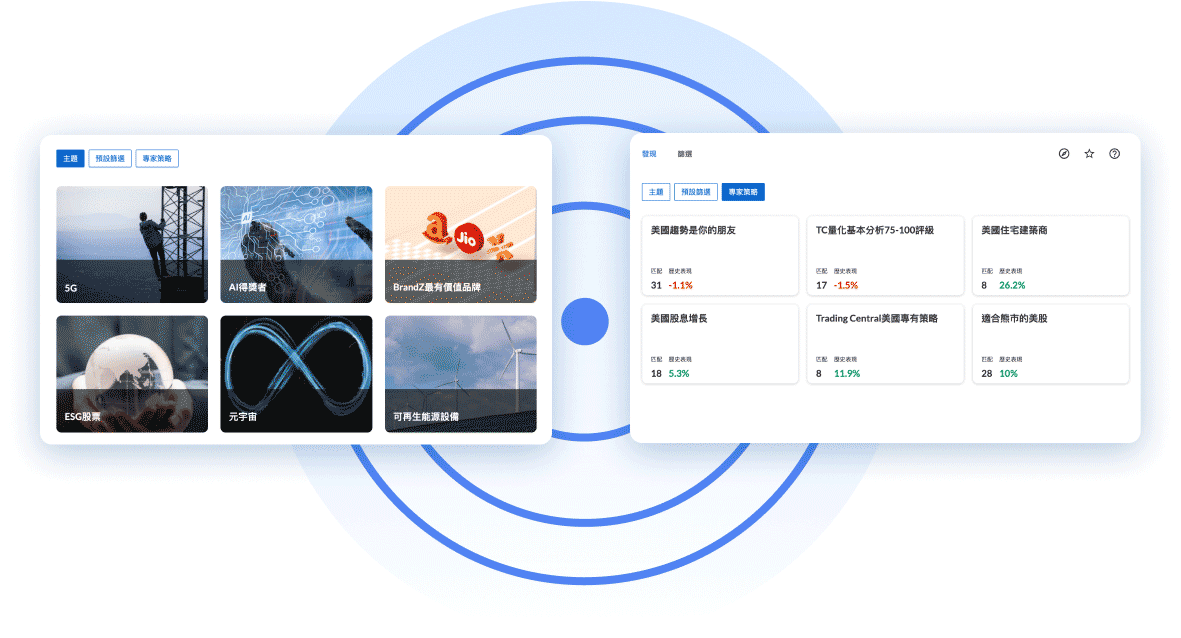 主題 預設篩選 專家策略
5G
AI得獎者
AI
a
Jio
BrandZ最有價值品牌
ESG股票
元宇宙
可再生能源設備
發現 篩選
主題 預設篩選 專家策略
美國趨勢是你的朋友
匹配 歷史表現
31 -1.1%
TC量化基本分析75-100評級
匹配 歷史表現
17 -1.5%
美國住宅建築商
匹配 歷史表現
8 26.2%
美國股息增長
匹配 歷史表現
18 5.3%
Trading Central美國專有策略
匹配 歷史表現
8 11.9%
適合熊市的美股
匹配 歷史表現
28 10%